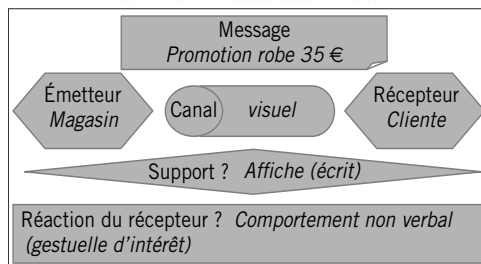 Message
Promotion robe 35 €
Émetteur
Magasin
Canal visuel
Récepteur
Cliente
Support ? Affiche (écrit)
Réaction du récepteur ? Comportement non verbal
(gestuelle d’intérêt)